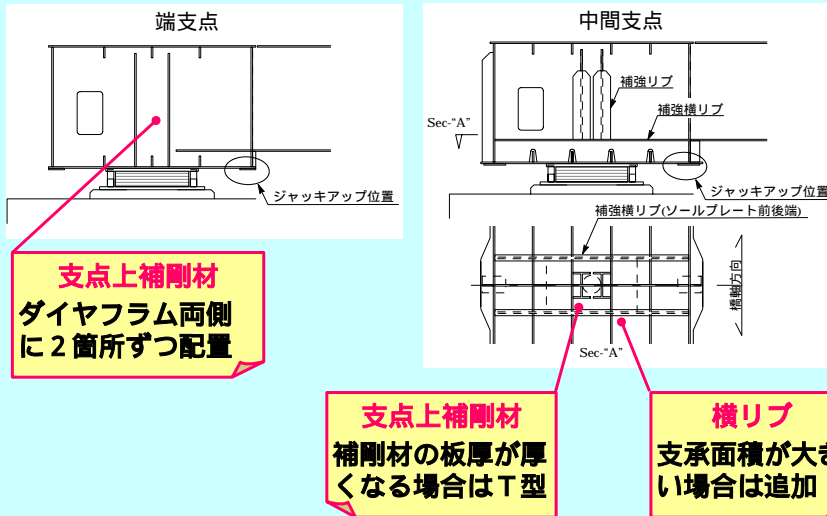 端支点
ジャッキアップ位置
支点上補剛材
ダイヤフラム両側
に２箇所ずつ配置
中間支点
補強リブ
補強横リブ
Sec-“A”
ジャッキアップ位置
補強横リブ(ソールプレート前後端)
橋軸方向
Sec-“A”
支点上補剛材
補剛材の板厚が厚
くなる場合はＴ型
横リブ
支承面積が大き
い場合は追加